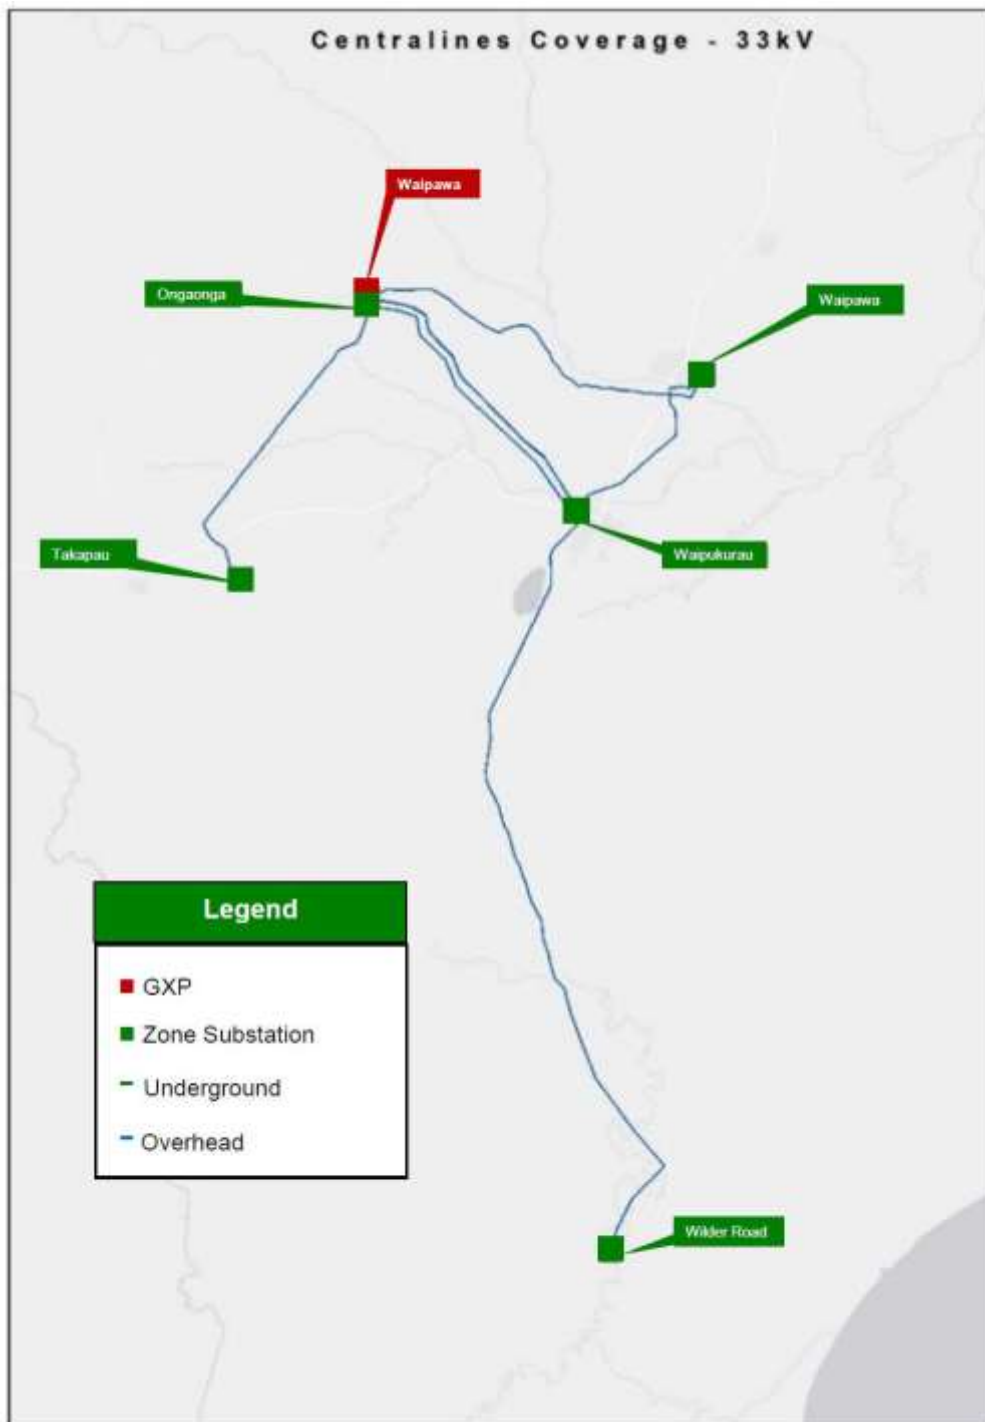 Centralines Coverage - 33kV
Waipawa
Ongaonga
Waipawa
Takapau
Waipukurau
Legend
GXP
Zone Substation
Underground
Overhead
Wilder Road